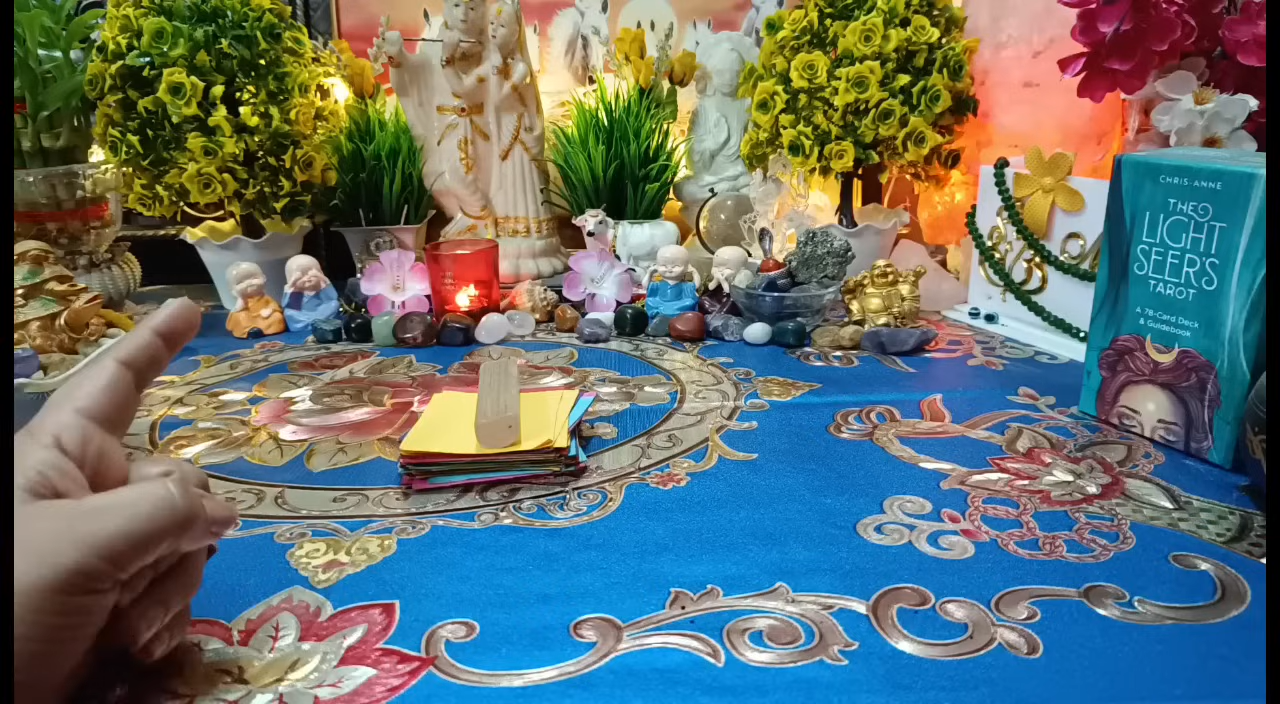 CHRIS-ANNE
THE
LIGHT
SEER'S
TAROT
A 78-Card Deck
& Guidebook